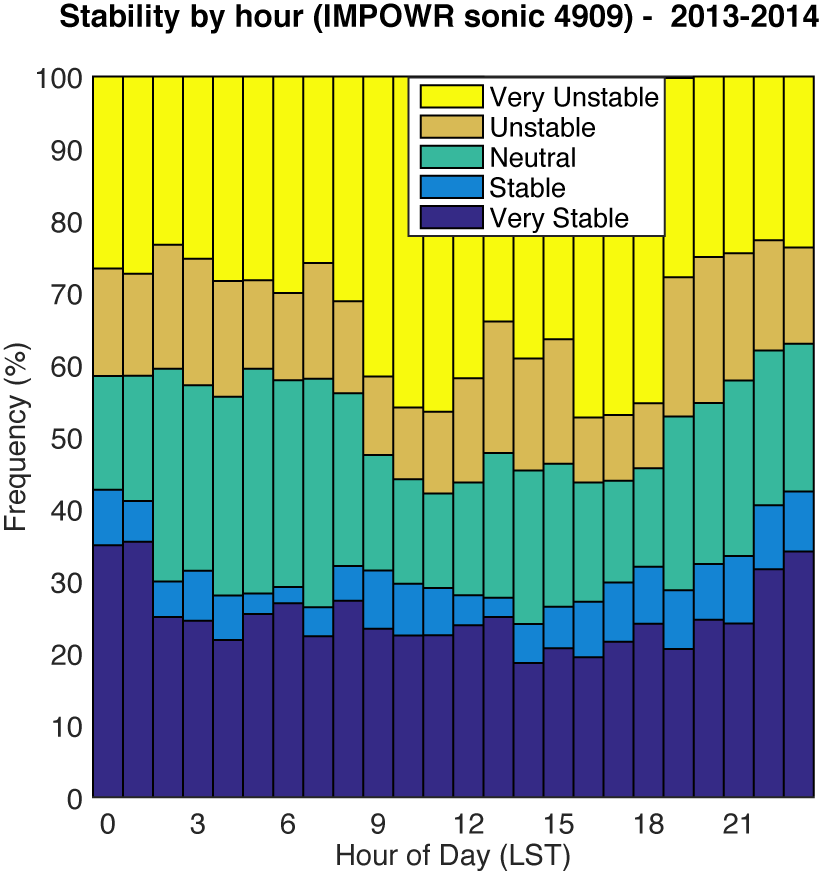 Stability by hour (IMPOWR sonic 4909) -  2013-2014
100
90
80
70
60
50
40
30
20
10
0
Frequency (%)
Very Unstable
Unstable
Neutral
Stable
Very Stable
0 3 6 9 12 15 18 21
Hour of Day (LST)